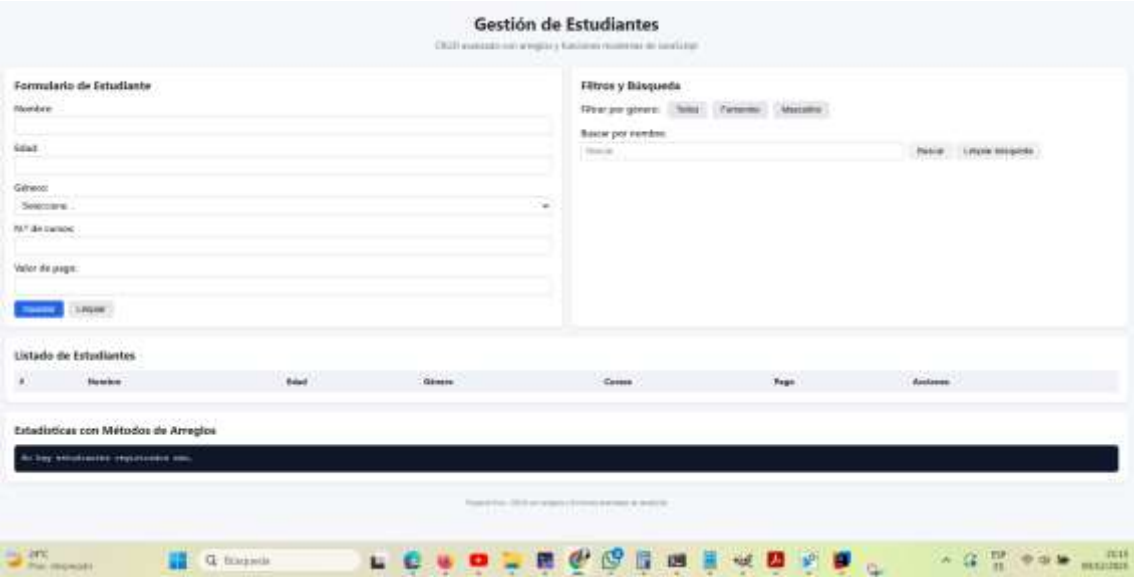 Gestión de Estudiantes
CRUD avanzado con arreglos y funciones modernas de JavaScript
Formulario de Estudiante
Nombre:
Edad:
Género:
Seleccione...
N.º de cursos:
Valor de pago:
Guardar Limpiar
Filtros y Búsqueda
Filtrar por género: Todos Femenino Masculino
Buscar por nombre:
Buscar Limpiar búsqueda
Listado de Estudiantes
# Nombre Edad Género Cursos Pago Acciones
Estadísticas con Métodos de Arreglos
No hay estudiantes registrados aún.
24°C
Búsqueda
ESP
ES